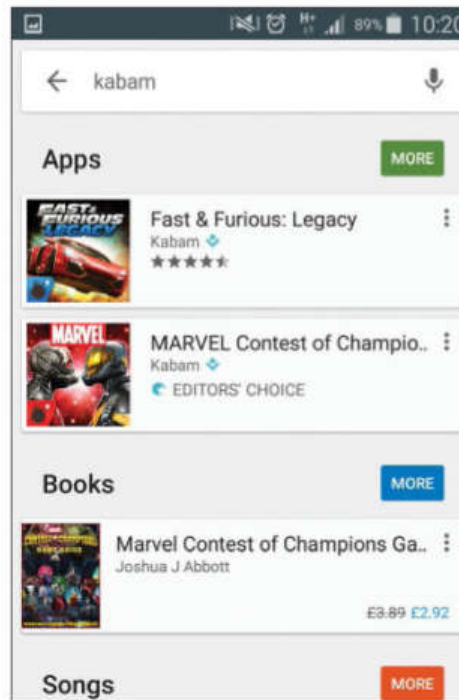 H+ 89% 10:20
kabam
Apps
MORE
FAST &
FURIOUS
LEGACY
Fast & Furious: Legacy
Kabam
MARVEL
MARVEL Contest of Champio..
Kabam
EDITORS' CHOICE
Books
MORE
Marvel Contest of Champions Ga..
Joshua J Abbott
£3.89 £2.92
Songs
MORE